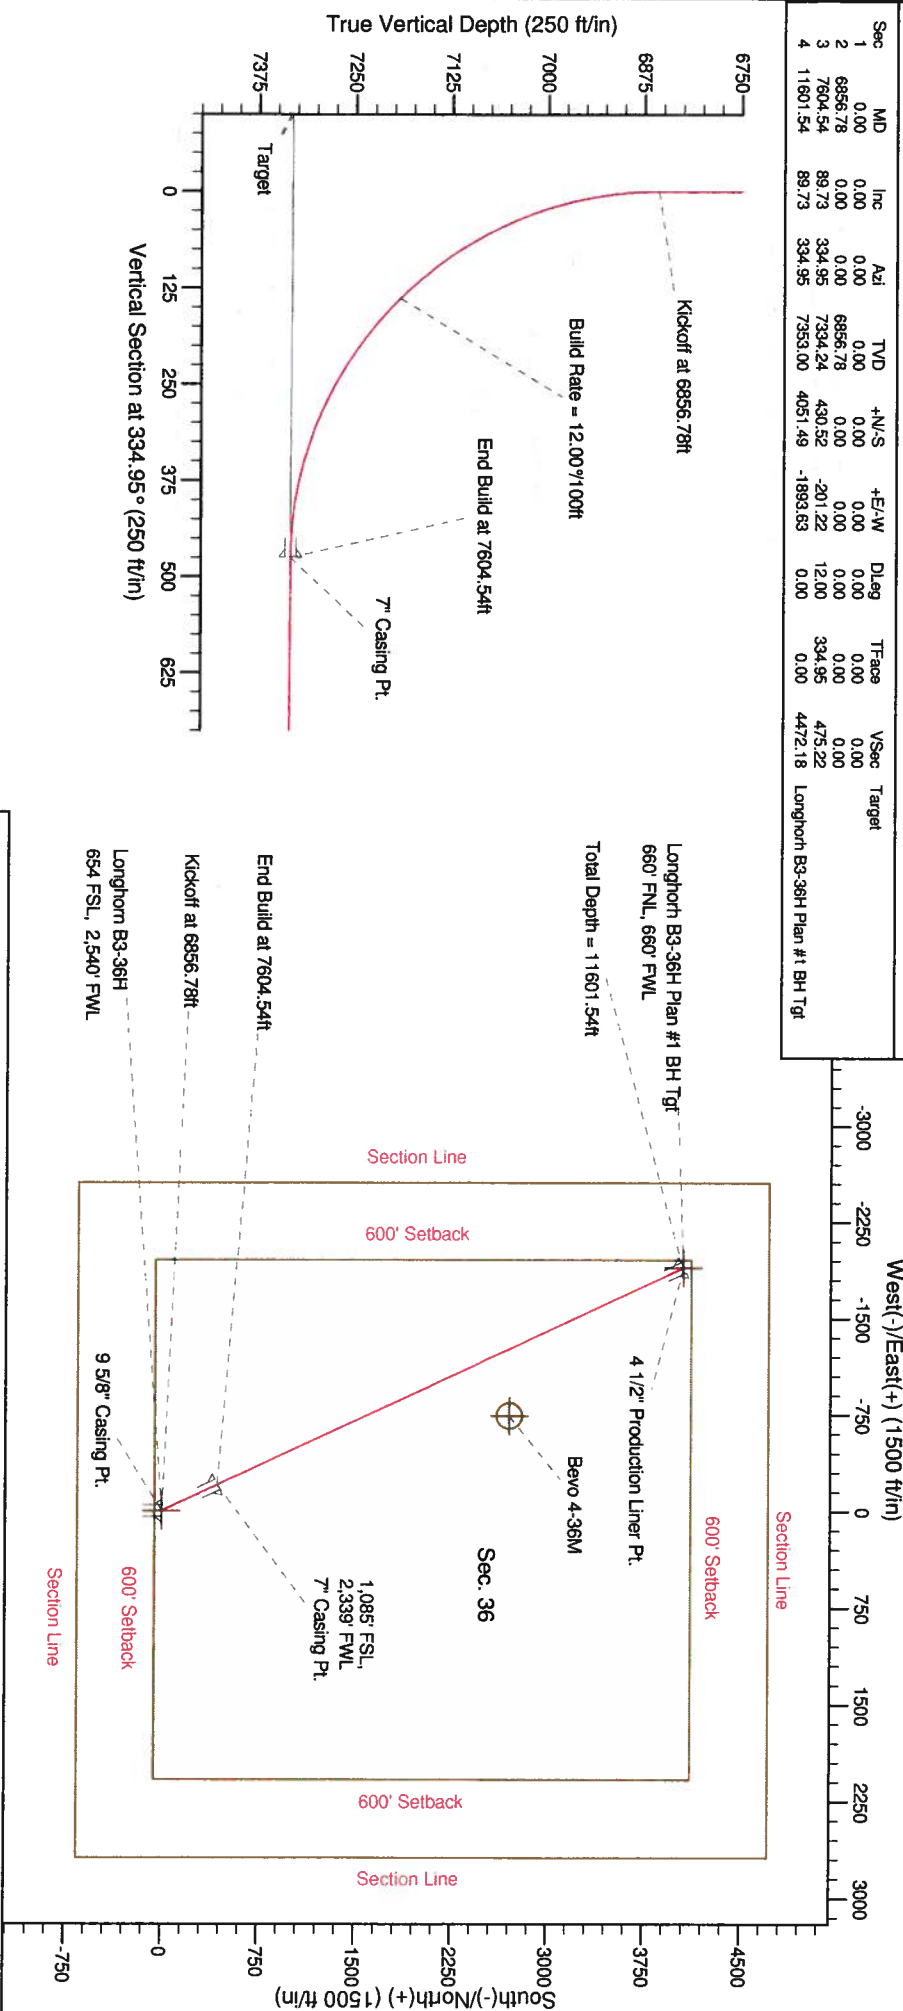 Sec MD Inc Azi TVD +N/-S +E/-W DLeg TFace VSec Target
1 0.00 0.00 0.00 0.00 0.00 0.00 0.00 0.00 0.00
2 6856.78 0.00 0.00 6856.78 0.00 0.00 0.00 0.00 0.00
3 7604.54 89.73 334.95 7334.24 430.52 -201.22 12.00 334.95 475.22
4 11601.54 89.73 334.95 7353.00 4051.49 -1893.63 0.00 0.00 4472.18 Longhorh B3-36H Plan #1 BH Tgt
True Vertical Depth (250 ft/in)
6750
6875
7000
7125
7250
7375
Kickoff at 6856.78ft
Build Rate = 12.00°/100ft
End Build at 7604.54ft
7" Casing Pt.
Target
0 125 250 375 500 625
Vertical Section at 334.95° (250 ft/in)
West(-)/East(+) (1500 ft/in)
-3000 -2250 -1500 -750 0 750 1500 2250 3000
4500
3750
3000
2250
1500
750
0
-750
South(-)/North(+) (1500 ft/in)
Section Line
600' Setback
Longhorh B3-36H Plan #1 BH Tgt
660' FNL, 660' FWL
4 1/2" Production Liner Pt.
Total Depth = 11601.54ft
Bevo 4-36M
Sec. 36
Section Line
600' Setback
600' Setback
Section Line
1,085' FSL,
2,339' FWL
7" Casing Pt.
End Build at 7604.54ft
Kickoff at 6856.78ft
Longhorn B3-36H
654 FSL, 2,540' FWL
9 5/8" Casing Pt.
600' Setback
Section Line